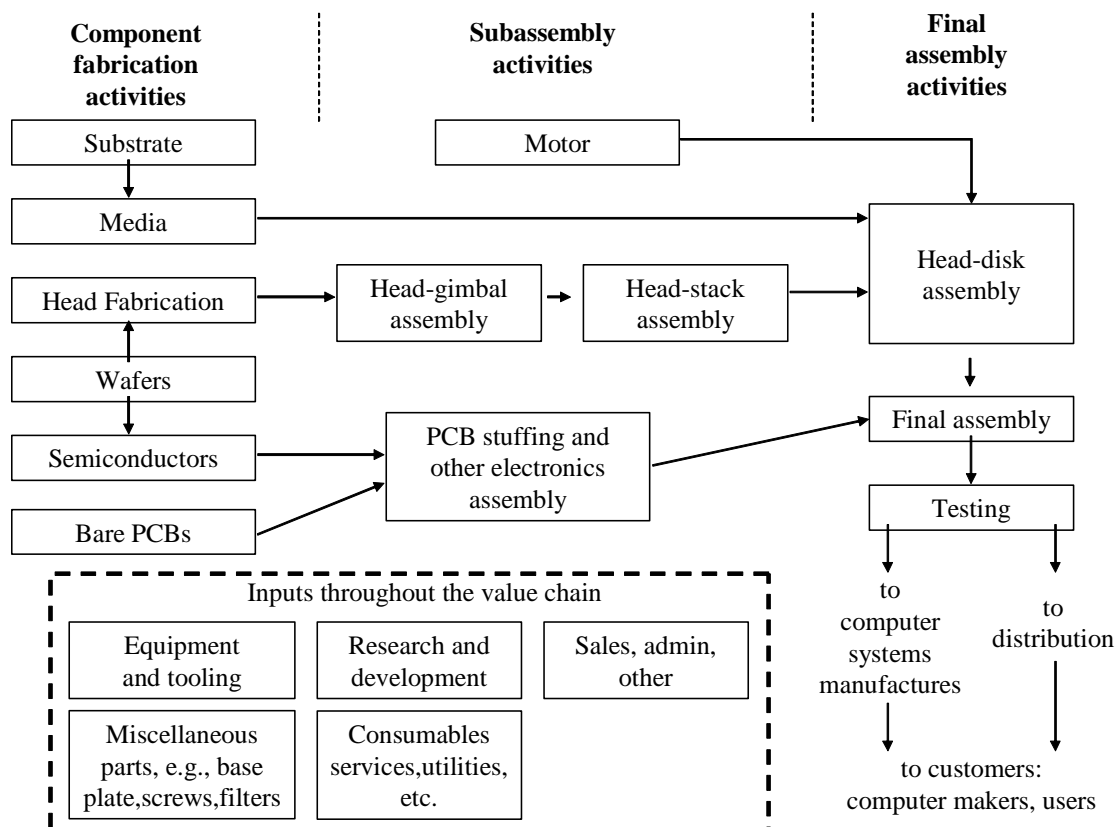 Component
fabrication
activities
Subassembly
activities
Final
assembly
activities
Substrate
Motor
Media
Head-disk
assembly
Head Fabrication
Head-gimbal
assembly
Head-stack
assembly
Wafers
Final assembly
Semiconductors
PCB stuffing and
other electronics
assembly
Bare PCBs
Testing
to
computer
systems
manufactures
to
distribution
to customers:
computer makers, users
Inputs throughout the value chain
Equipment
and tooling
Research and
development
Sales, admin,
other
Miscellaneous
parts, e.g., base
plate,screws,filters
Consumables
services,utilities,
etc.